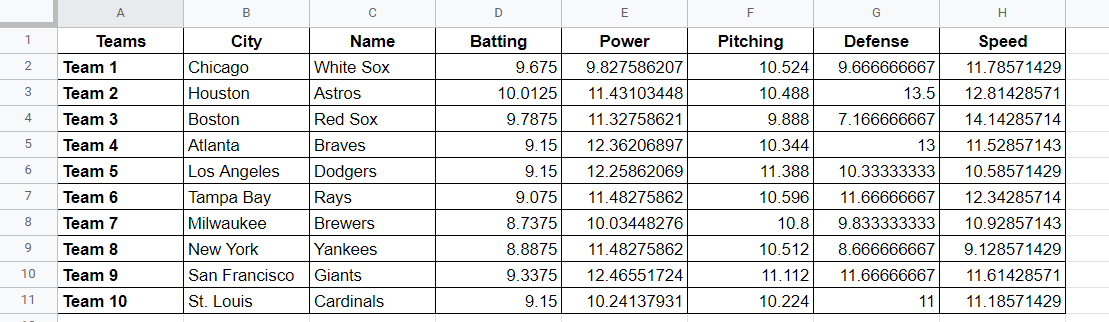 A B C D E F G H
1 Teams City Name Batting Power Pitching Defense Speed
2 Team 1 Chicago White Sox 9.675 9.827586207 10.524 9.666666667 11.78571429
3 Team 2 Houston Astros 10.0125 11.43103448 10.488 13.5 12.81428571
4 Team 3 Boston Red Sox 9.7875 11.32758621 9.888 7.166666667 14.14285714
5 Team 4 Atlanta Braves 9.15 12.36206897 10.344 13 11.52857143
6 Team 5 Los Angeles Dodgers 9.15 12.25862069 11.388 10.33333333 10.58571429
7 Team 6 Tampa Bay Rays 9.075 11.48275862 10.596 11.66666667 12.34285714
8 Team 7 Milwaukee Brewers 8.7375 10.03448276 10.8 9.833333333 10.92857143
9 Team 8 New York Yankees 8.8875 11.48275862 10.512 8.666666667 9.128571429
10 Team 9 San Francisco Giants 9.3375 12.46551724 11.112 11.66666667 11.61428571
11 Team 10 St. Louis Cardinals 9.15 10.24137931 10.224 11 11.18571429